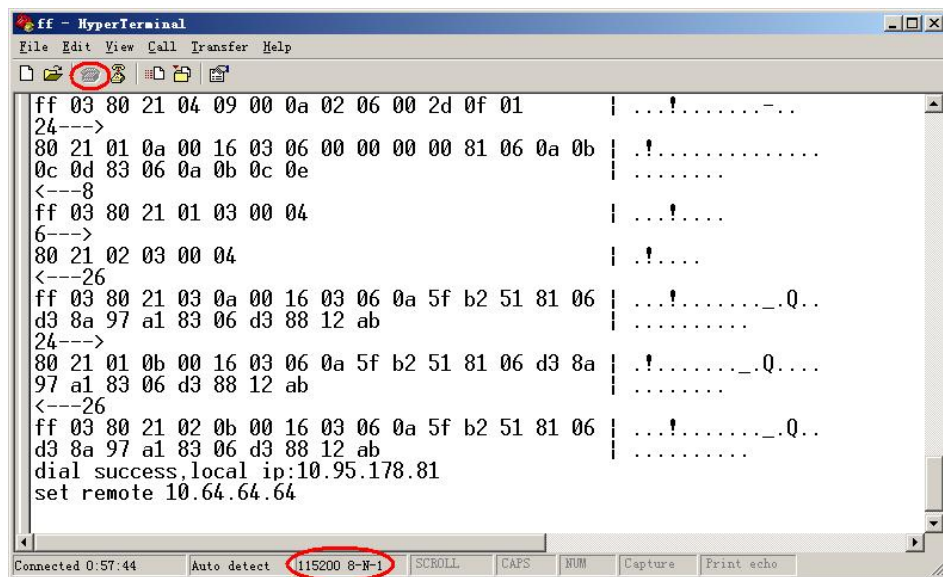 ff - HyperTerminal
File Edit View Call Transfer Help
ff 03 80 21 04 09 00 0a 02 06 00 2d 0f 01 | ...!.......-..
24--->
80 21 01 0a 00 16 03 06 00 00 00 00 81 06 0a 0b | .!..............
0c 0d 83 06 0a 0b 0c 0e | ........
<---8
ff 03 80 21 01 03 00 04 | ...!....
6--->
80 21 02 03 00 04 | .!....
<---26
ff 03 80 21 03 0a 00 16 03 06 0a 5f b2 51 81 06 | ...!......._.Q..
d3 8a 97 a1 83 06 d3 88 12 ab | ..........
24--->
80 21 01 0b 00 16 03 06 0a 5f b2 51 81 06 d3 8a | .!......._.Q....
97 a1 83 06 d3 88 12 ab | ........
<---26
ff 03 80 21 02 0b 00 16 03 06 0a 5f b2 51 81 06 | ...!......._.Q..
d3 8a 97 a1 83 06 d3 88 12 ab | ..........
dial success,local ip:10.95.178.81
set remote 10.64.64.64
Connected 0:57:44 Auto detect 115200 8-N-1 SCROLL CAPS NUM Capture Print echo